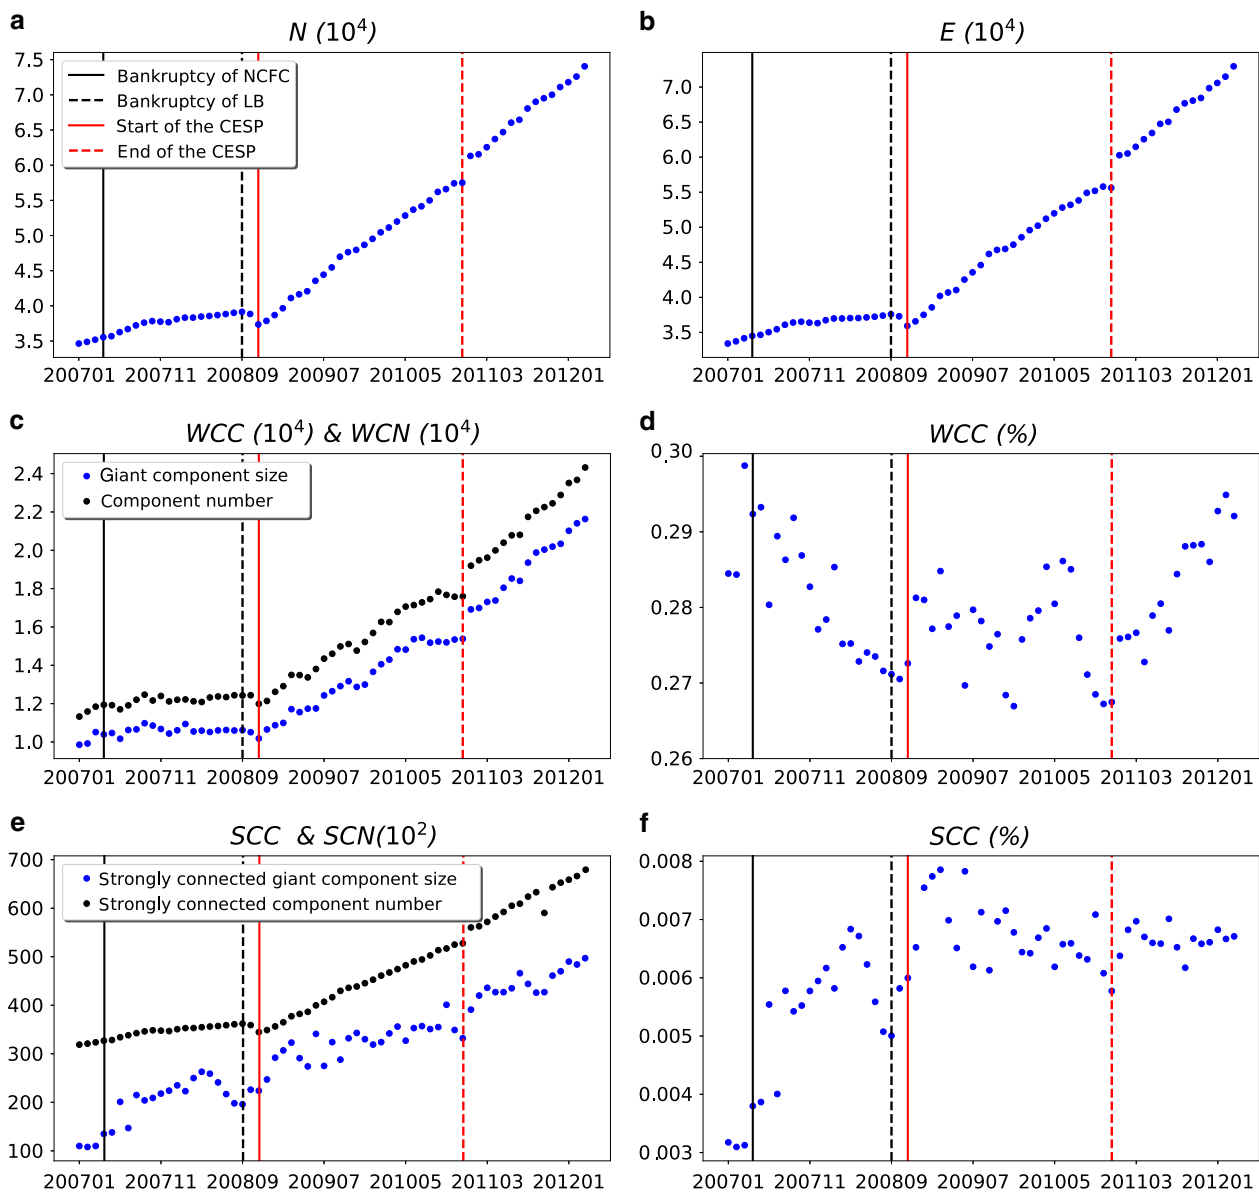 a
N (10⁴)
7.5
7.0
6.5
6.0
5.5
5.0
4.5
4.0
3.5
Bankruptcy of NCFC
Bankruptcy of LB
Start of the CESP
End of the CESP
200701 200711 200809 200907 201005 201103 201201
b
E (10⁴)
7.0
6.5
6.0
5.5
5.0
4.5
4.0
3.5
200701 200711 200809 200907 201005 201103 201201
c
WCC (10⁴) & WCN (10⁴)
2.4
2.2
2.0
1.8
1.6
1.4
1.2
1.0
Giant component size
Component number
200701 200711 200809 200907 201005 201103 201201
d
WCC (%)
0.30
0.29
0.28
0.27
0.26
200701 200711 200809 200907 201005 201103 201201
e
SCC & SCN(10²)
700
600
500
400
300
200
100
Strongly connected giant component size
Strongly connected component number
200701 200711 200809 200907 201005 201103 201201
f
SCC (%)
0.008
0.007
0.006
0.005
0.004
0.003
200701 200711 200809 200907 201005 201103 201201